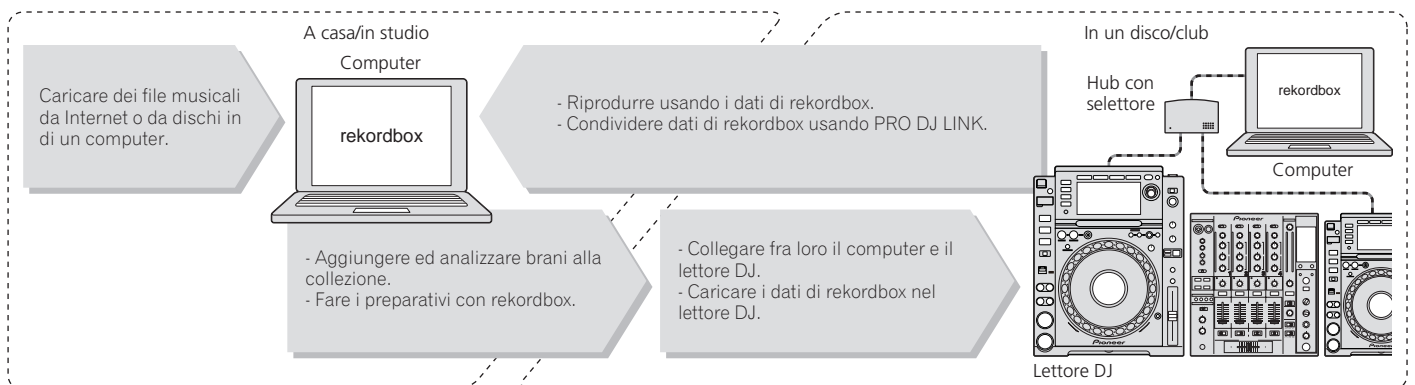 A casa/in studio
Computer
Caricare dei file musicali
da Internet o da dischi in
di un computer.
rekordbox
- Riprodurre usando i dati di rekordbox.
- Condividere dati di rekordbox usando PRO DJ LINK.
- Aggiungere ed analizzare brani alla
collezione.
- Fare i preparativi con rekordbox.
- Collegare fra loro il computer e il
lettore DJ.
- Caricare i dati di rekordbox nel
lettore DJ.
In un disco/club
Hub con
selettore
rekordbox
Computer
Pioneer
Pioneer
Lettore DJ